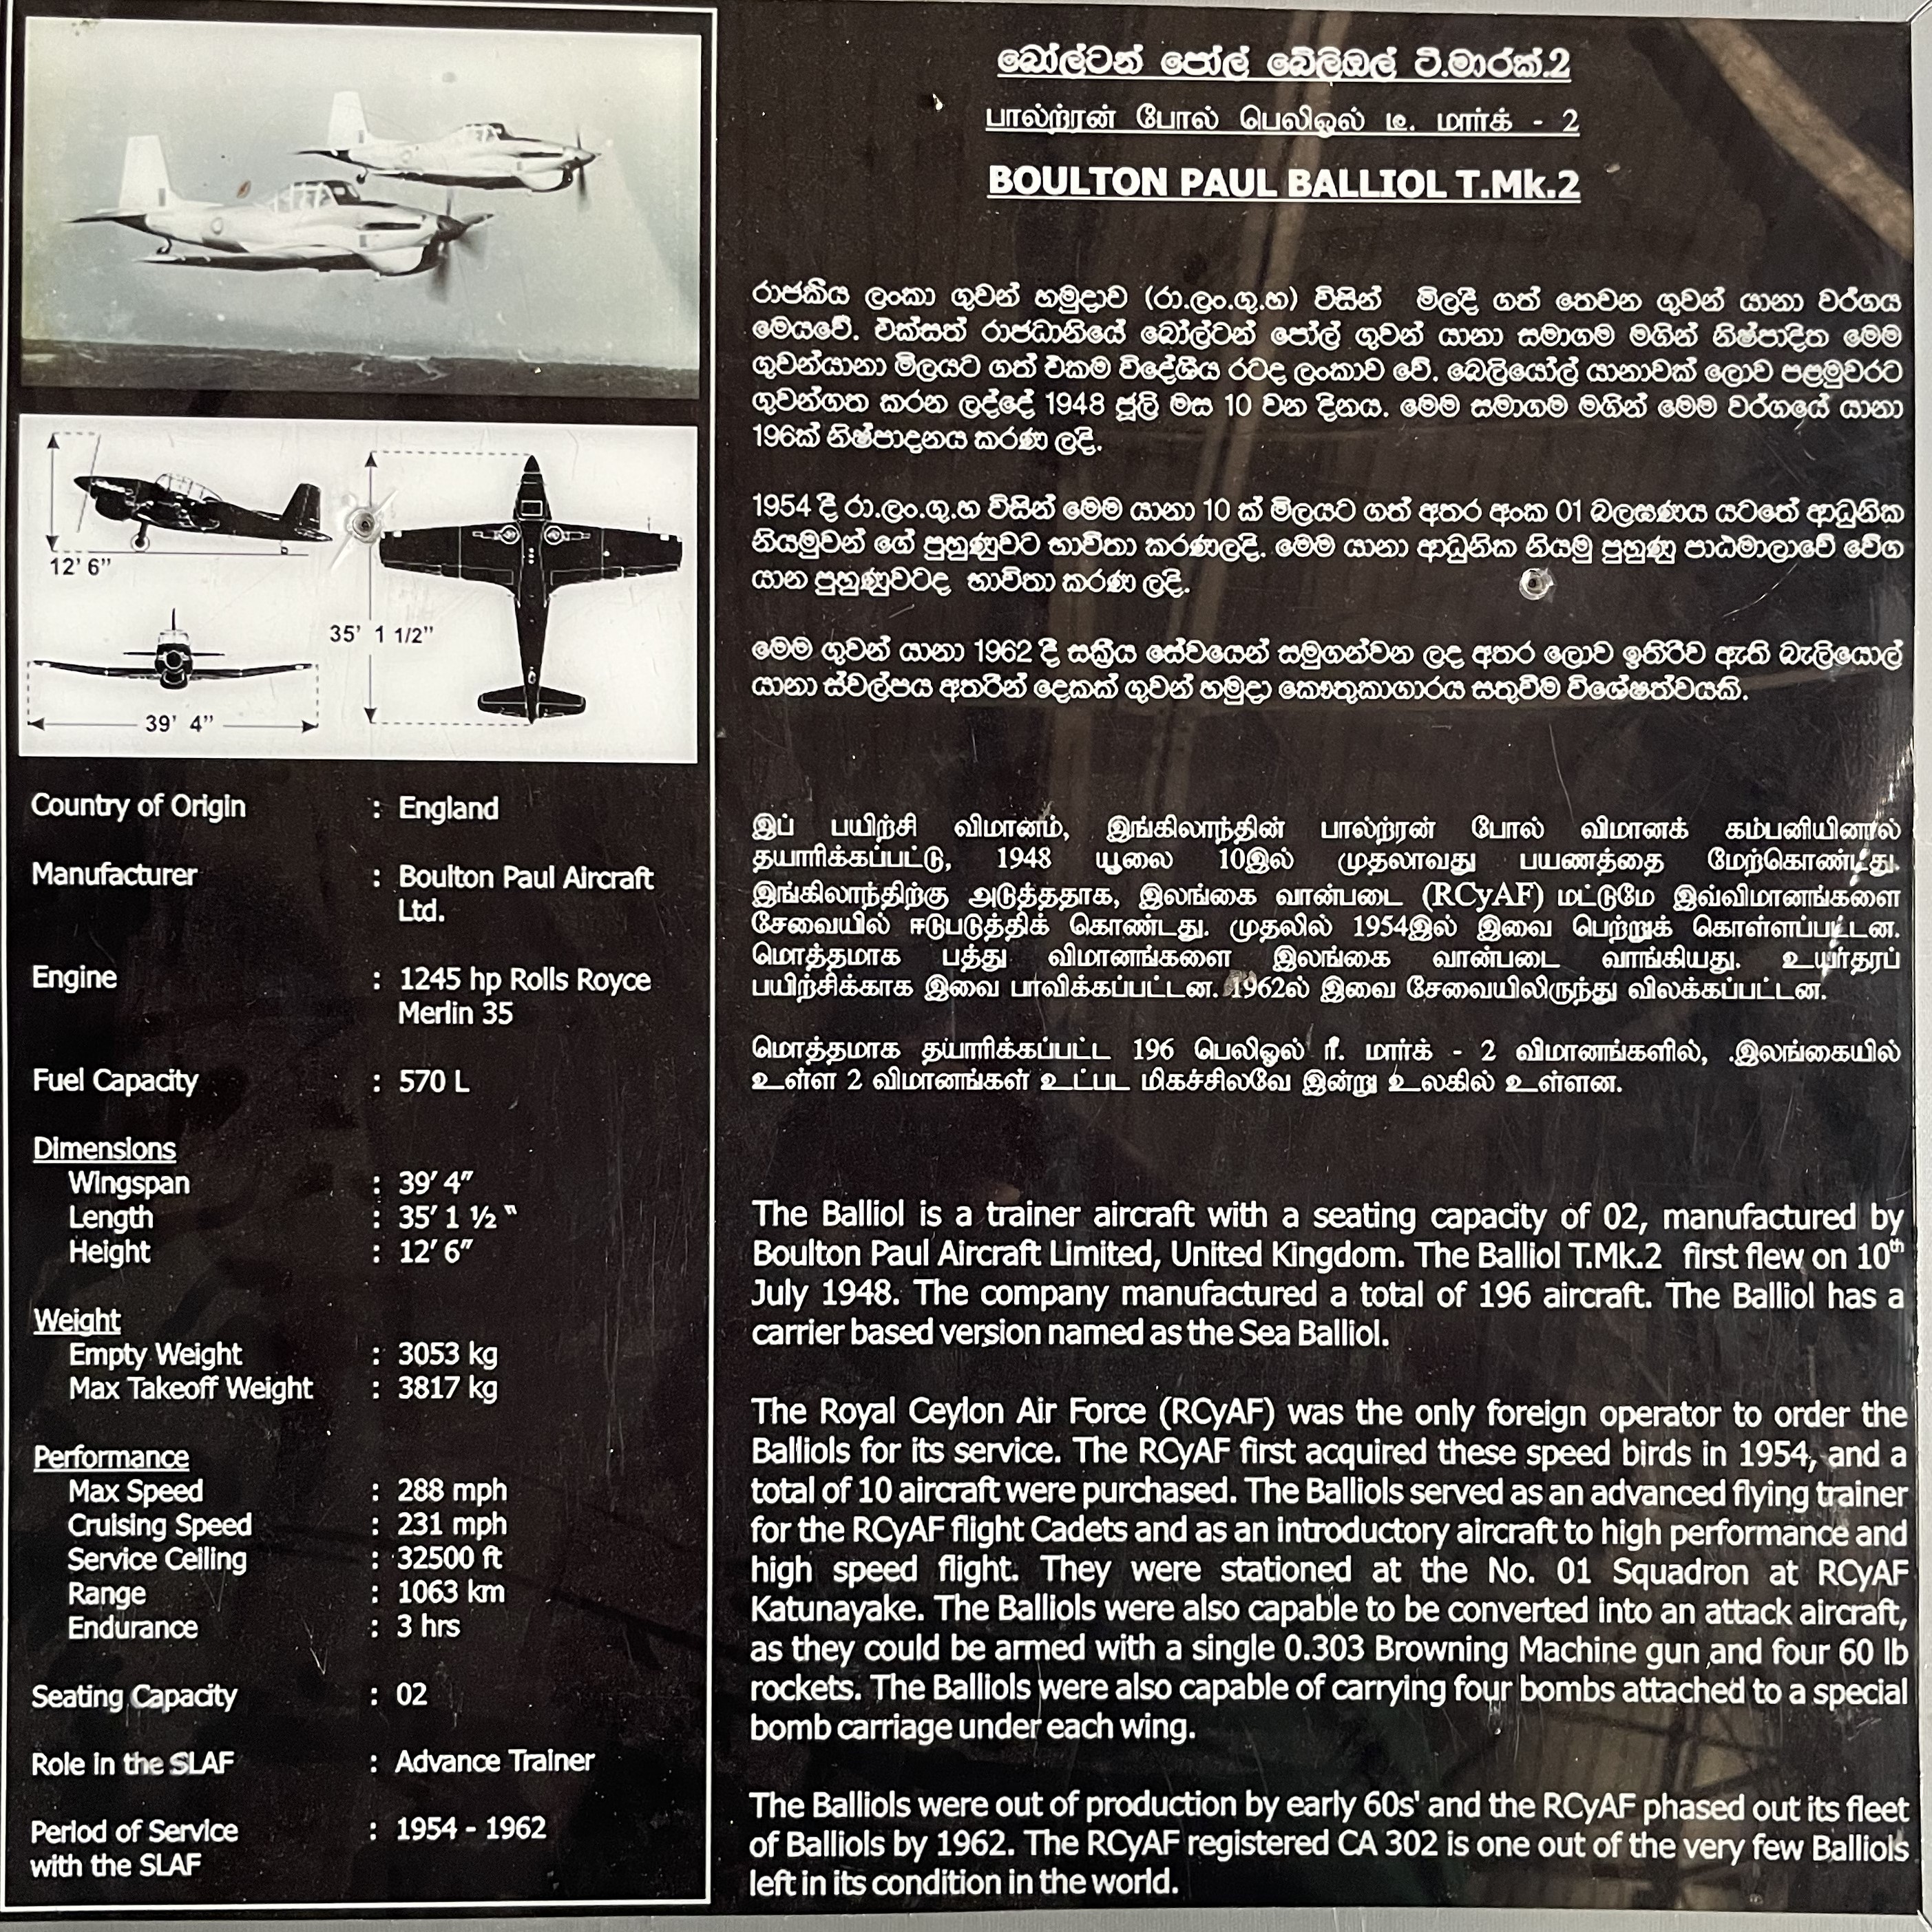 12' 6"
35' 1 1/2"
39' 4"
Country of Origin : England
Manufacturer : Boulton Paul Aircraft
Ltd.
Engine : 1245 hp Rolls Royce
Merlin 35
Fuel Capacity : 570 L
Dimensions
Wingspan : 39' 4"
Length : 35' 1 ½ "
Height : 12' 6"
Weight
Empty Weight : 3053 kg
Max Takeoff Weight : 3817 kg
Performance
Max Speed : 288 mph
Cruising Speed : 231 mph
Service Ceiling : 32500 ft
Range : 1063 km
Endurance : 3 hrs
Seating Capacity : 02
Role in the SLAF : Advance Trainer
Period of Service : 1954 - 1962
with the SLAF
බෝල්ටන් පෝල් බේලිඔල් ටී.මාරක්.2
பால்ற்ரன் போல் பெலிஓல் டீ. மார்க் - 2
BOULTON PAUL BALLIOL T.Mk.2
රාජකීය ලංකා ගුවන් හමුදාව (රා.ලං.ගු.හ) විසින් මිලදී ගත් තෙවන ගුවන් යානා වර්ගය
මෙයවේ. එක්සත් රාජධානියේ බෝල්ටන් පෝල් ගුවන් යානා සමාගම මගින් නිෂ්පාදිත මෙම
ගුවන්යානා මිලයට ගත් එකම විදේශීය රටද ලංකාව වේ. බෙලියෝල් යානාවක් ලොව පළමුවරට
ගුවන්ගත කරන ලද්දේ 1948 ජූලි මස 10 වන දිනය. මෙම සමාගම මගින් මෙම වර්ගයේ යානා
196ක් නිෂ්පාදනය කරණ ලදි.
1954 දී රා.ලං.ගු.හ විසින් මෙම යානා 10 ක් මිලයට ගත් අතර අංක 01 බලඝණය යටතේ ආධුනික
නියමුවන් ගේ පුහුණුවට භාවිතා කරණලදි. මෙම යානා ආධුනික නියමු පුහුණු පාඨමාලාවේ වේග
යාන පුහුණුවටද භාවිතා කරණ ලදි.
මෙම ගුවන් යානා 1962 දී සක්‍රීය සේවයෙන් සමුගන්වන ලද අතර ලොව ඉතිරිව ඇති බැලියොල්
යානා ස්වල්පය අතරින් දෙකක් ගුවන් හමුදා කෞතුකාගාරය සතුවීම විශේෂත්වයකි.
இப் பயிற்சி விமானம், இங்கிலாந்தின் பால்ற்ரன் போல் விமானக் கம்பனியினால்
தயாரிக்கப்பட்டு, 1948 யூலை 10இல் முதலாவது பயணத்தை மேற்கொண்டது.
இங்கிலாந்திற்கு அடுத்ததாக, இலங்கை வான்படை (RCyAF) மட்டுமே இவ்விமானங்களை
சேவையில் ஈடுபடுத்திக் கொண்டது. முதலில் 1954இல் இவை பெற்றுக் கொள்ளப்பட்டன.
மொத்தமாக பத்து விமானங்களை இலங்கை வான்படை வாங்கியது. உயர்தரப்
பயிற்சிக்காக இவை பாவிக்கப்பட்டன. 1962ல் இவை சேவையிலிருந்து விலக்கப்பட்டன.
மொத்தமாக தயாரிக்கப்பட்ட 196 பெலிஓல் ரீ. மார்க் - 2 விமானங்களில், .இலங்கையில்
உள்ள 2 விமானங்கள் உட்பட மிகச்சிலவே இன்று உலகில் உள்ளன.
The Balliol is a trainer aircraft with a seating capacity of 02, manufactured by
Boulton Paul Aircraft Limited, United Kingdom. The Balliol T.Mk.2 first flew on 10th
July 1948. The company manufactured a total of 196 aircraft. The Balliol has a
carrier based version named as the Sea Balliol.
The Royal Ceylon Air Force (RCyAF) was the only foreign operator to order the
Balliols for its service. The RCyAF first acquired these speed birds in 1954, and a
total of 10 aircraft were purchased. The Balliols served as an advanced flying trainer
for the RCyAF flight Cadets and as an introductory aircraft to high performance and
high speed flight. They were stationed at the No. 01 Squadron at RCyAF
Katunayake. The Balliols were also capable to be converted into an attack aircraft,
as they could be armed with a single 0.303 Browning Machine gun and four 60 lb
rockets. The Balliols were also capable of carrying four bombs attached to a special
bomb carriage under each wing.
The Balliols were out of production by early 60s' and the RCyAF phased out its fleet
of Balliols by 1962. The RCyAF registered CA 302 is one out of the very few Balliols
left in its condition in the world.